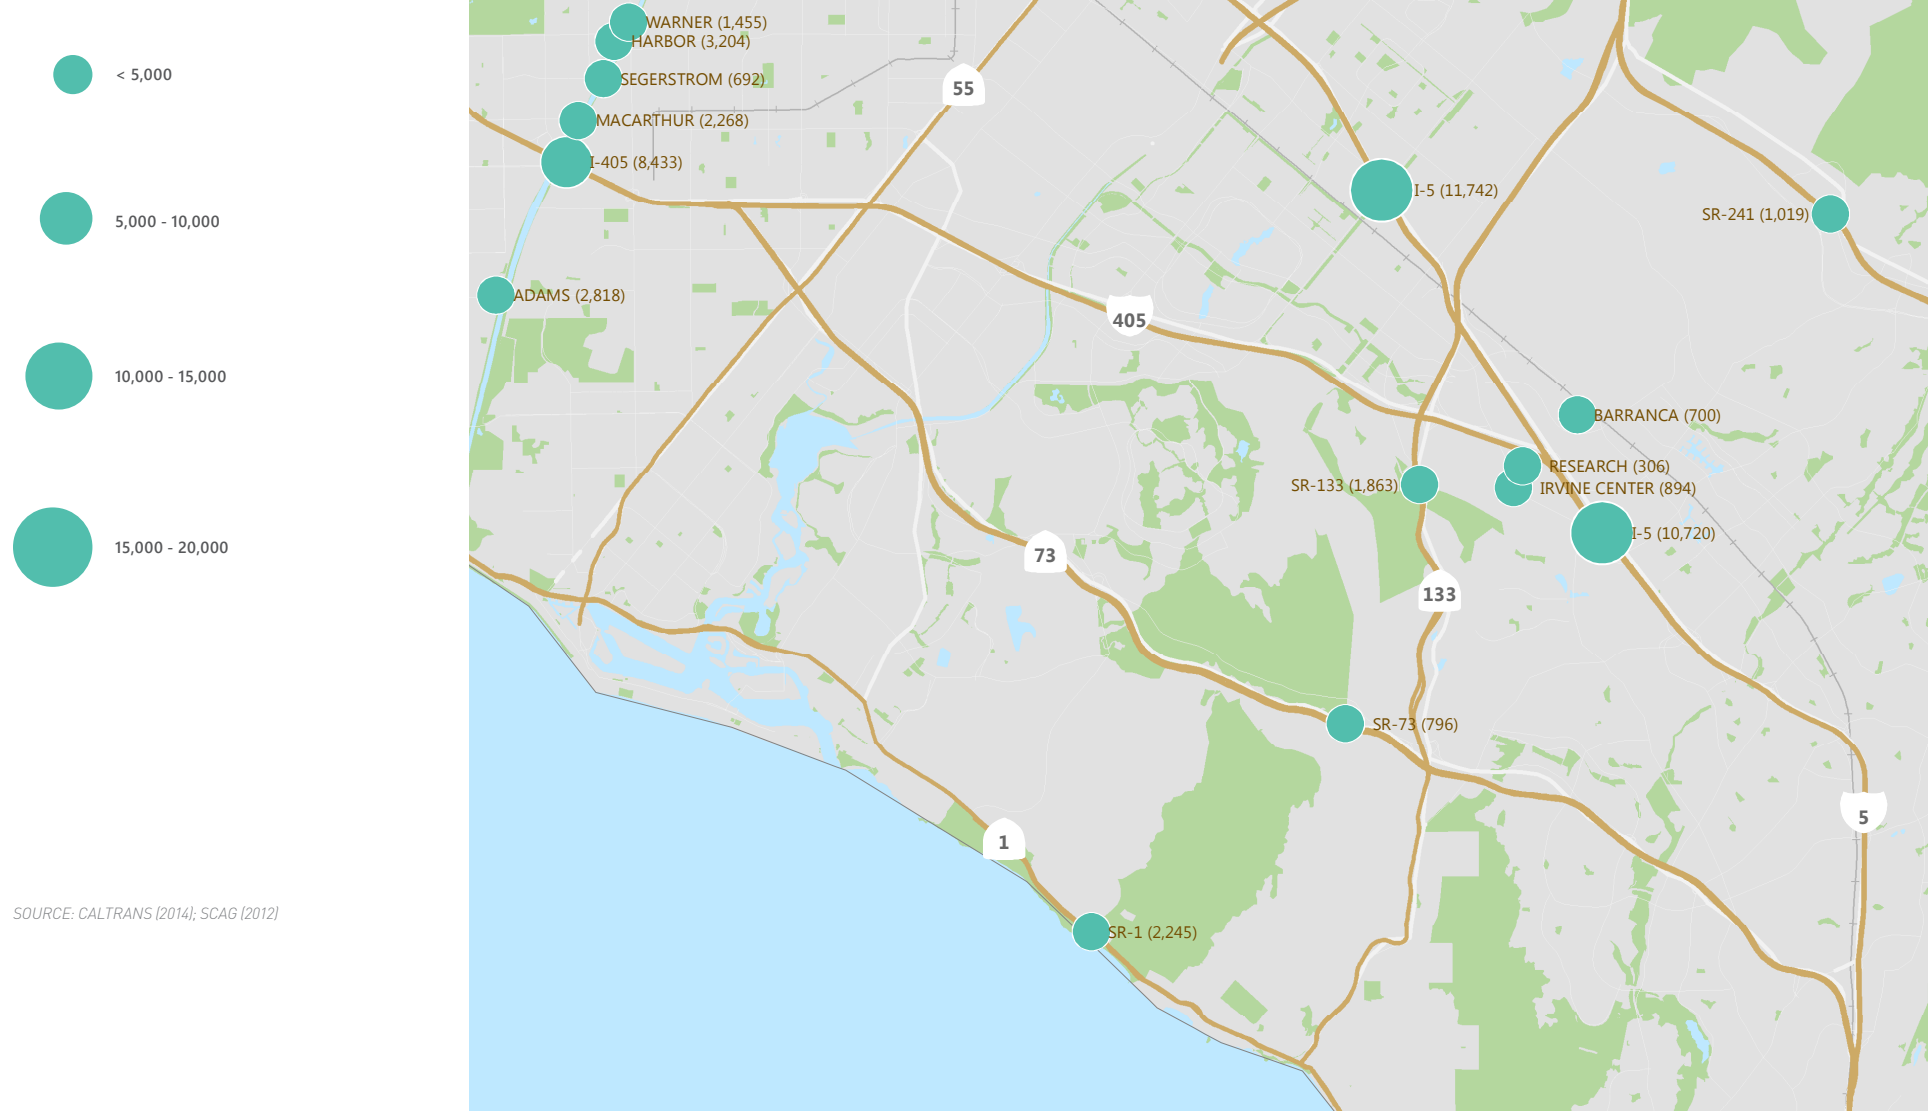 < 5,000
5,000 - 10,000
10,000 - 15,000
15,000 - 20,000
SOURCE: CALTRANS (2014); SCAG (2012)
WARNER (1,455)
HARBOR (3,204)
SEGERSTROM (692)
55
MACARTHUR (2,268)
I-405 (8,433)
I-5 (11,742)
SR-241 (1,019)
ADAMS (2,818)
405
BARRANCA (700)
RESEARCH (306)
SR-133 (1,863)
IRVINE CENTER (894)
I-5 (10,720)
73
133
SR-73 (796)
5
1
SR-1 (2,245)